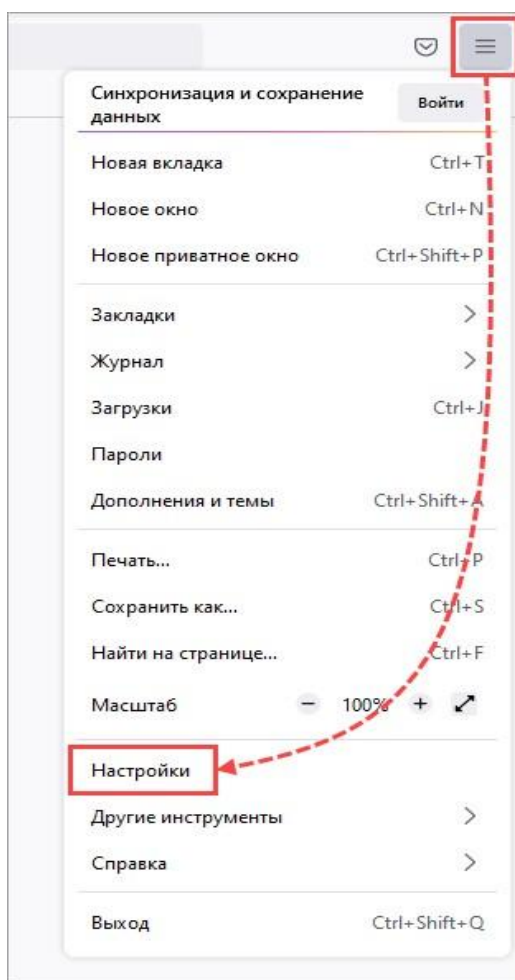 Синхронизация и сохранение
данных
Войти
Новая вкладка Ctrl+T
Новое окно Ctrl+N
Новое приватное окно Ctrl+Shift+P
Закладки
Журнал
Загрузки Ctrl+J
Пароли
Дополнения и темы Ctrl+Shift+A
Печать... Ctrl+P
Сохранить как... Ctrl+S
Найти на странице... Ctrl+F
Масштаб − 100% +
Настройки
Другие инструменты
Справка
Выход Ctrl+Shift+Q